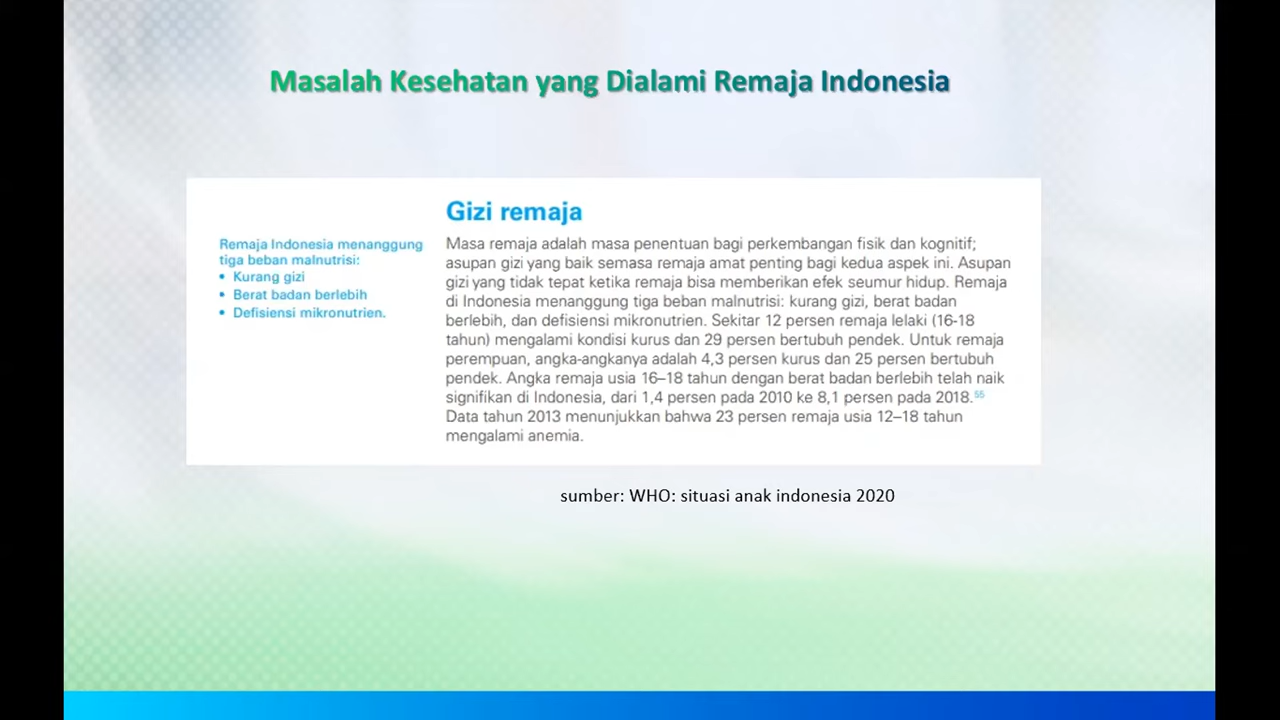 Masalah Kesehatan yang Dialami Remaja Indonesia
Remaja Indonesia menanggung
tiga beban malnutrisi:
• Kurang gizi
• Berat badan berlebih
• Defisiensi mikronutrien.
Gizi remaja
Masa remaja adalah masa penentuan bagi perkembangan fisik dan kognitif;
asupan gizi yang baik semasa remaja amat penting bagi kedua aspek ini. Asupan
gizi yang tidak tepat ketika remaja bisa memberikan efek seumur hidup. Remaja
di Indonesia menanggung tiga beban malnutrisi: kurang gizi, berat badan
berlebih, dan defisiensi mikronutrien. Sekitar 12 persen remaja lelaki (16-18
tahun) mengalami kondisi kurus dan 29 persen bertubuh pendek. Untuk remaja
perempuan, angka-angkanya adalah 4,3 persen kurus dan 25 persen bertubuh
pendek. Angka remaja usia 16–18 tahun dengan berat badan berlebih telah naik
signifikan di Indonesia, dari 1,4 persen pada 2010 ke 8,1 persen pada 2018.55
Data tahun 2013 menunjukkan bahwa 23 persen remaja usia 12–18 tahun
mengalami anemia.
sumber: WHO: situasi anak indonesia 2020